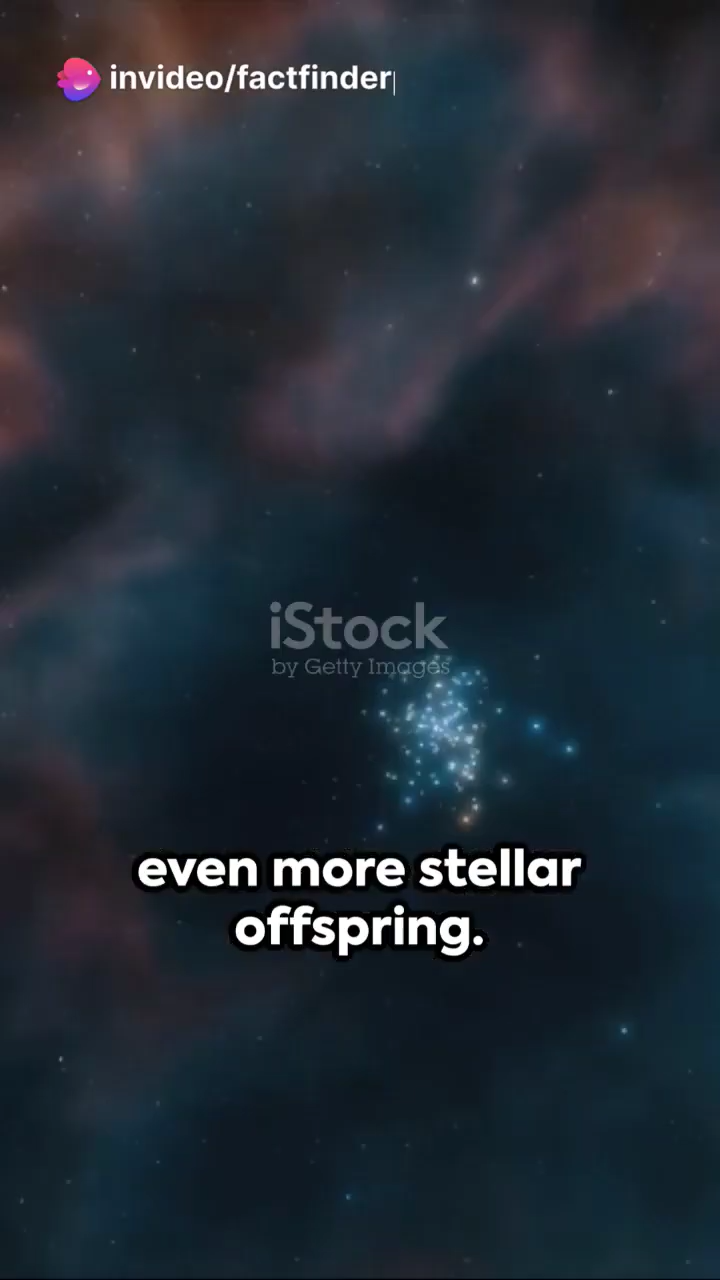 invideo/factfinder
iStock
by Getty Images
even more stellar
offspring.